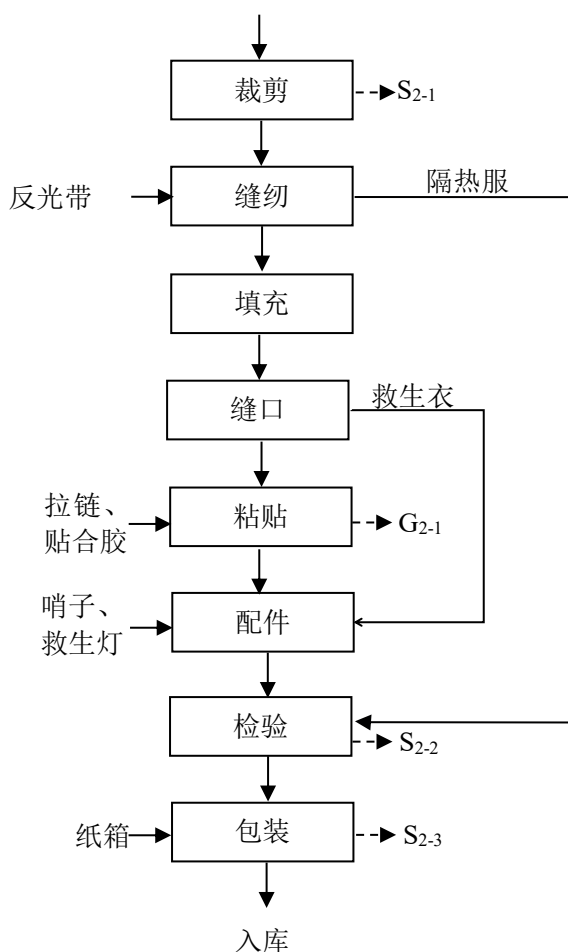 裁剪
S2-1
反光带
缝纫
隔热服
填充
缝口
救生衣
拉链、
贴合胶
粘贴
G2-1
哨子、
救生灯
配件
检验
S2-2
纸箱
包装
S2-3
入库